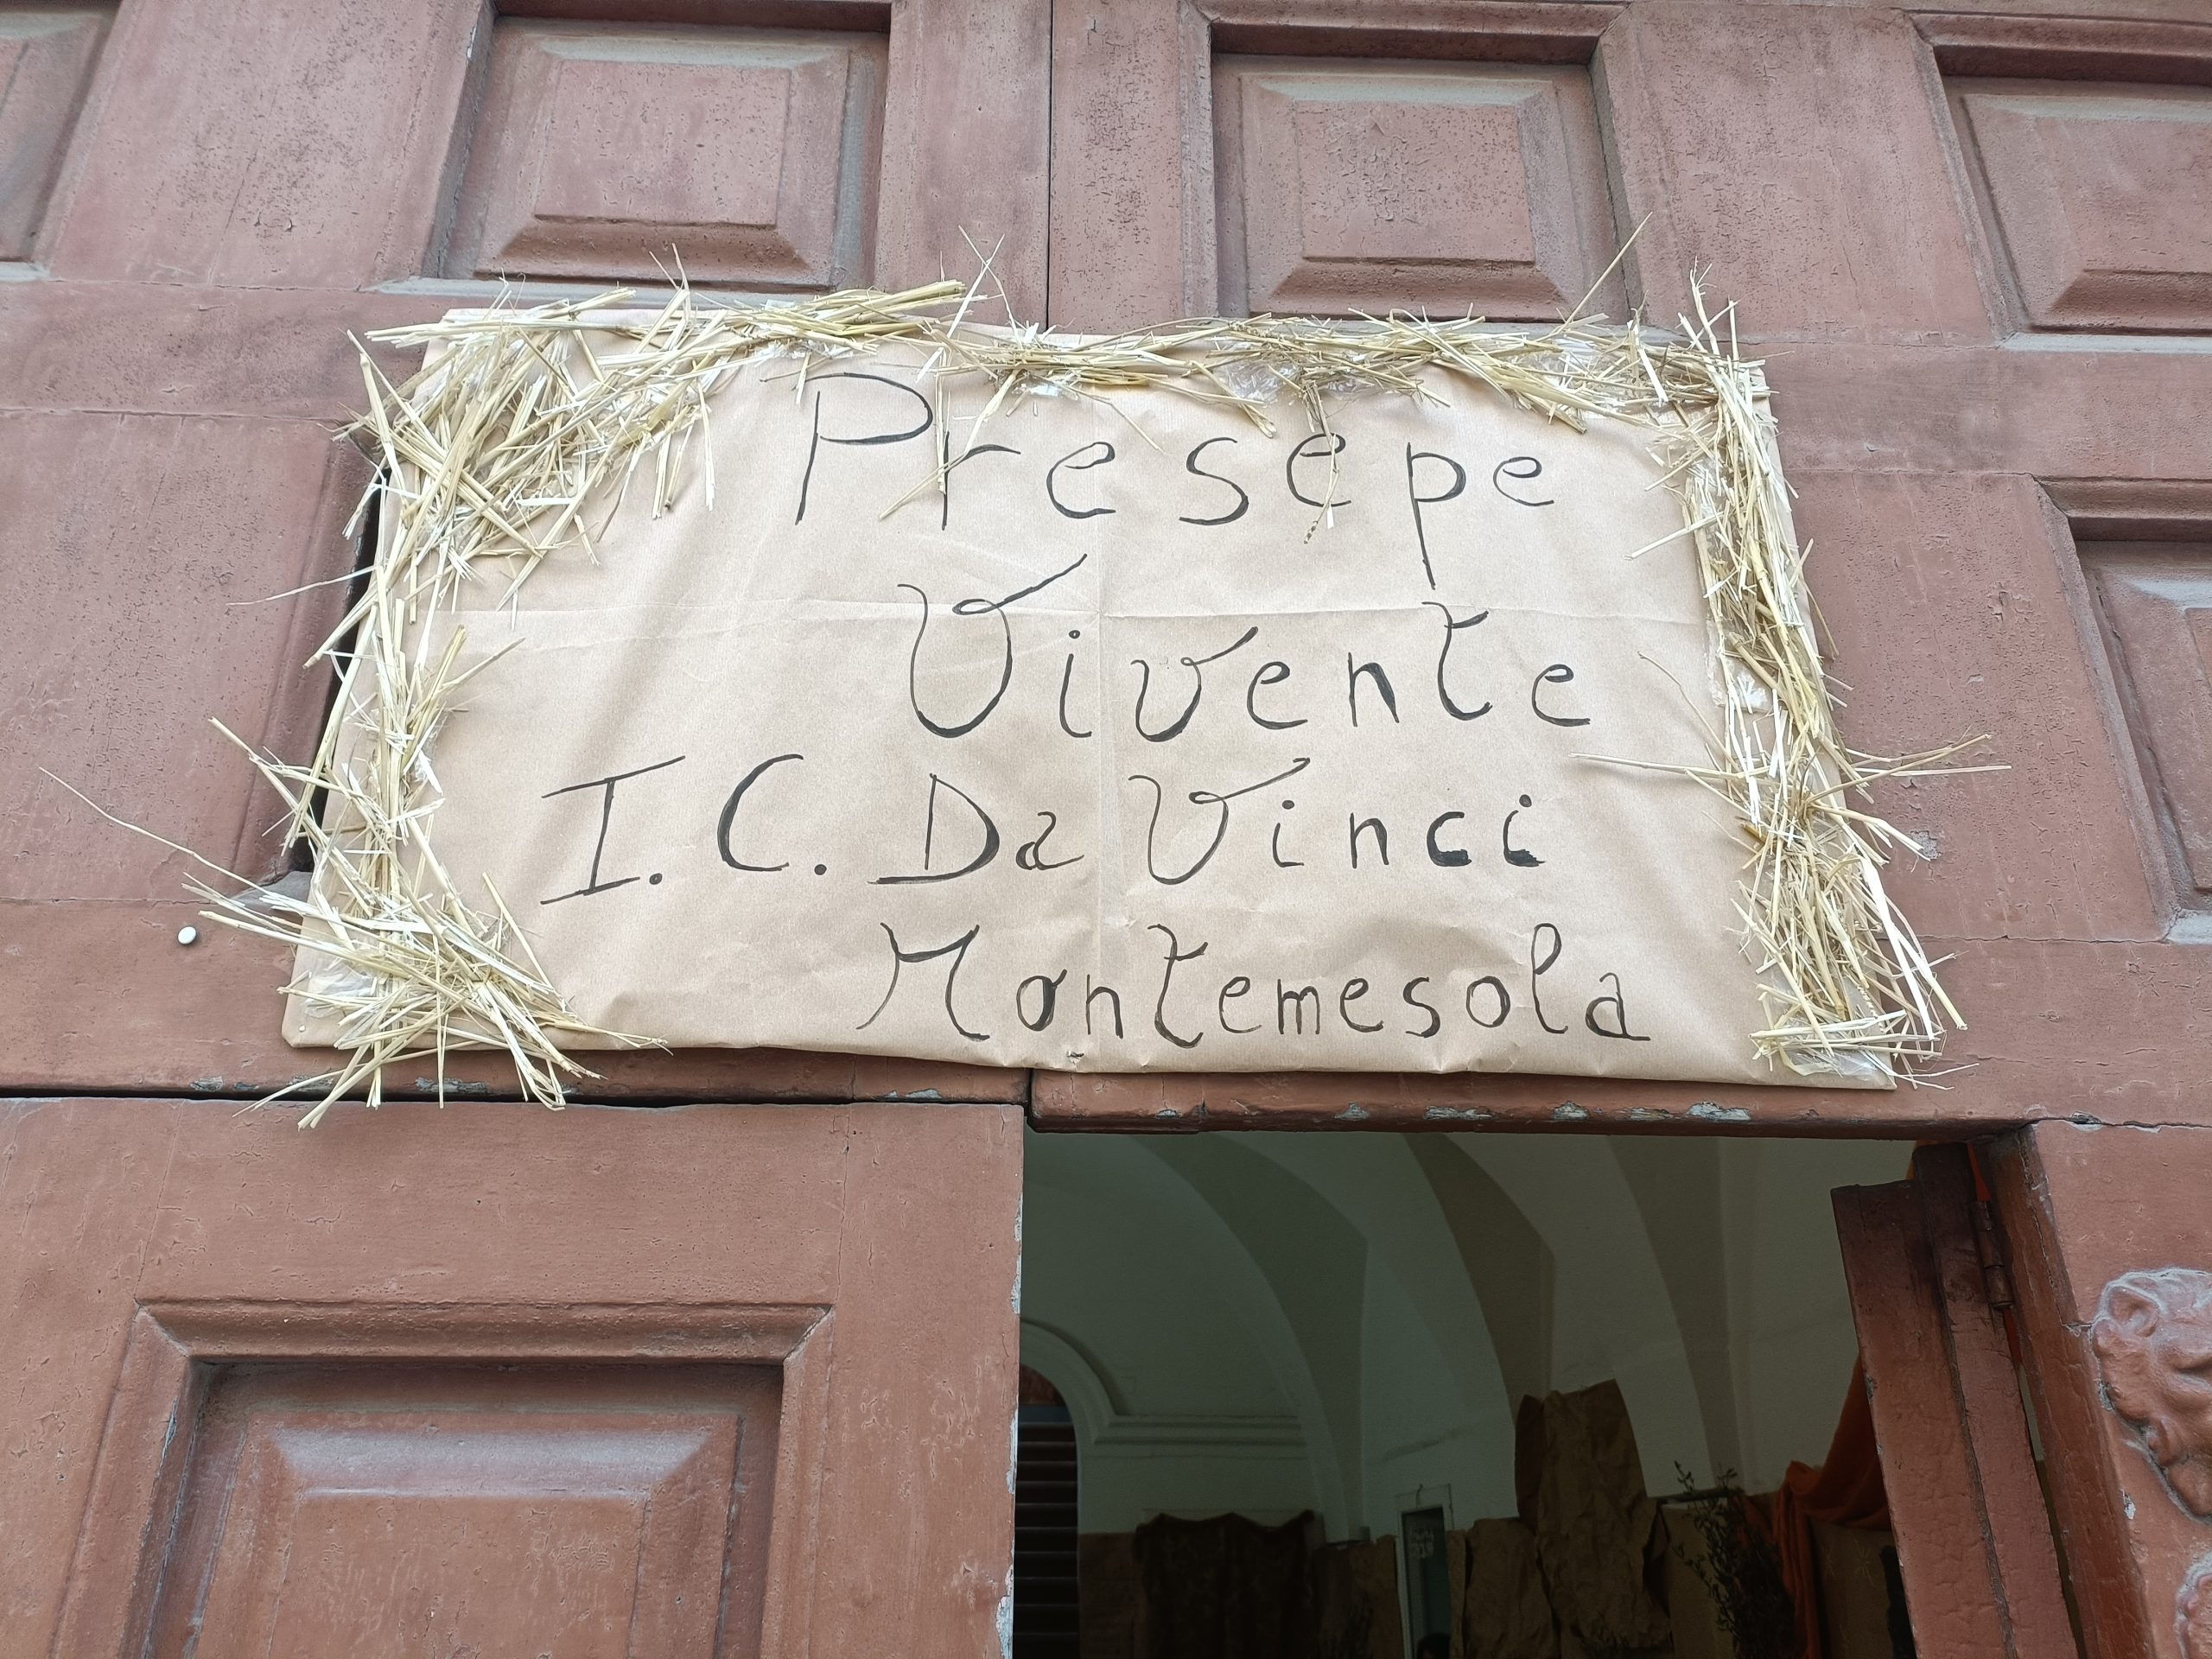 Presepe
Vivente
I.C. Da Vinci
Montemesola